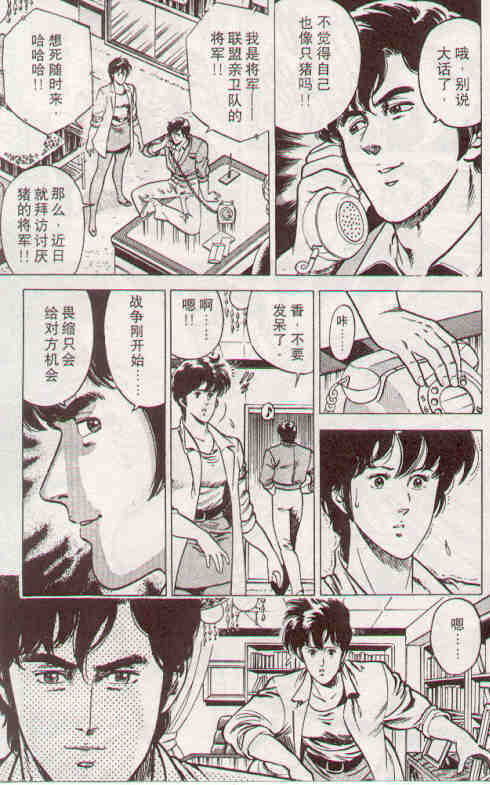 哦，别说
大话了，
不觉得自己
也像只猪吗！！
我是将军——
联盟亲卫队的
将军！！
想死随时来，
哈哈哈！！
那么，近日
就拜访讨厌
猪的将军！！
咔……
香，不要
发呆了。
啊……
嗯！！
战争刚开始……
畏缩只会
给对方机会
嗯……